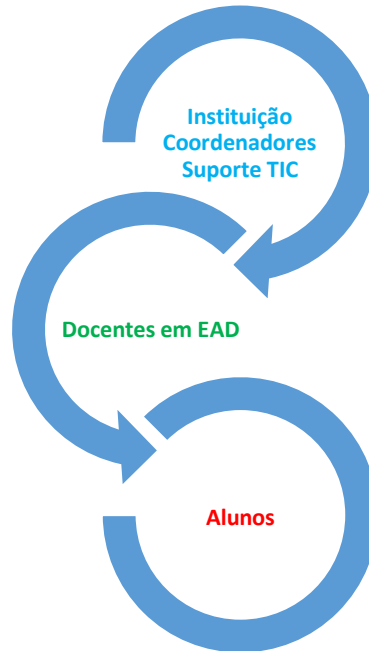 Instituição
Coordenadores
Suporte TIC
Docentes em EAD
Alunos